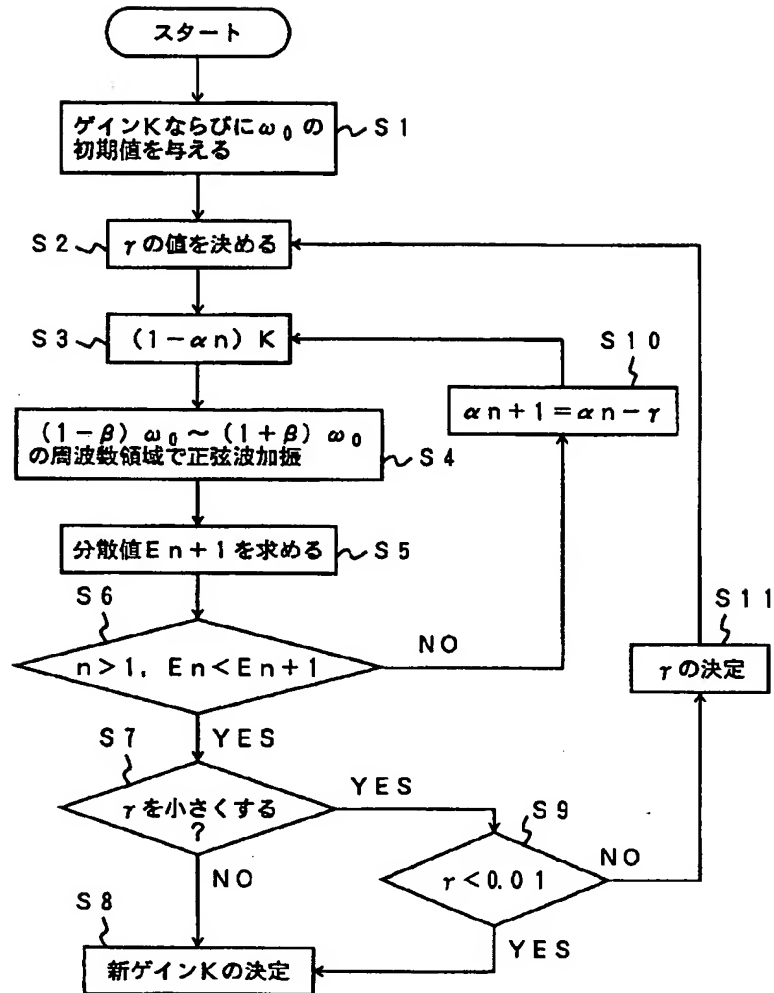 スタート
ゲインKならびにω₀の
初期値を与える
S1
S2
γの値を決める
S3
(1-αn) K
S10
αn+1=αn-γ
(1-β) ω₀～(1+β) ω₀
の周波数領域で正弦波加振
S4
分散値En+1を求める
S5
S6
n>1, En<En+1
NO
S11
γの決定
YES
S7
γを小さくする
?
YES
S9
γ<0.01
NO
NO
YES
S8
新ゲインKの決定